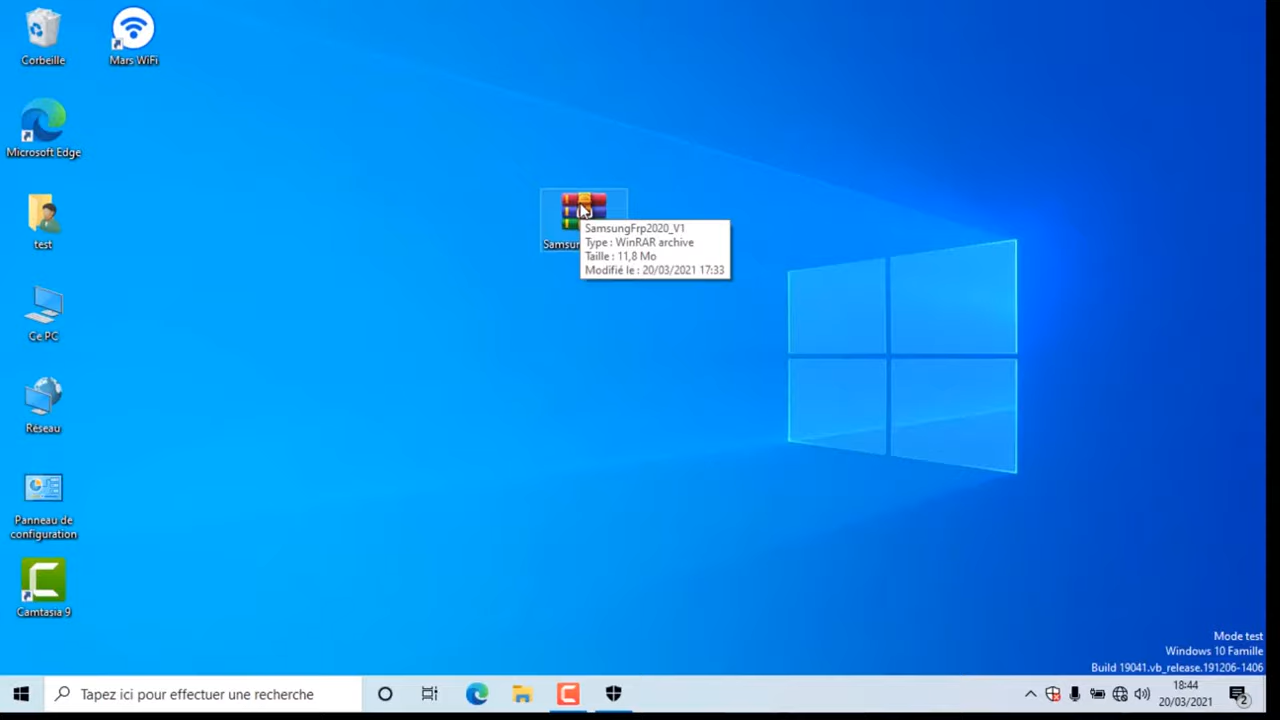 Corbeille
Mars WiFi
Microsoft Edge
test
Ce PC
Réseau
Panneau de
configuration
Camtasia 9
Samsun
SamsungFrp2020_V1
Type : WinRAR archive
Taille : 11,8 Mo
Modifié le : 20/03/2021 17:33
Mode test
Windows 10 Famille
Build 19041.vb_release.191206-1406
Tapez ici pour effectuer une recherche
18:44
20/03/2021
2